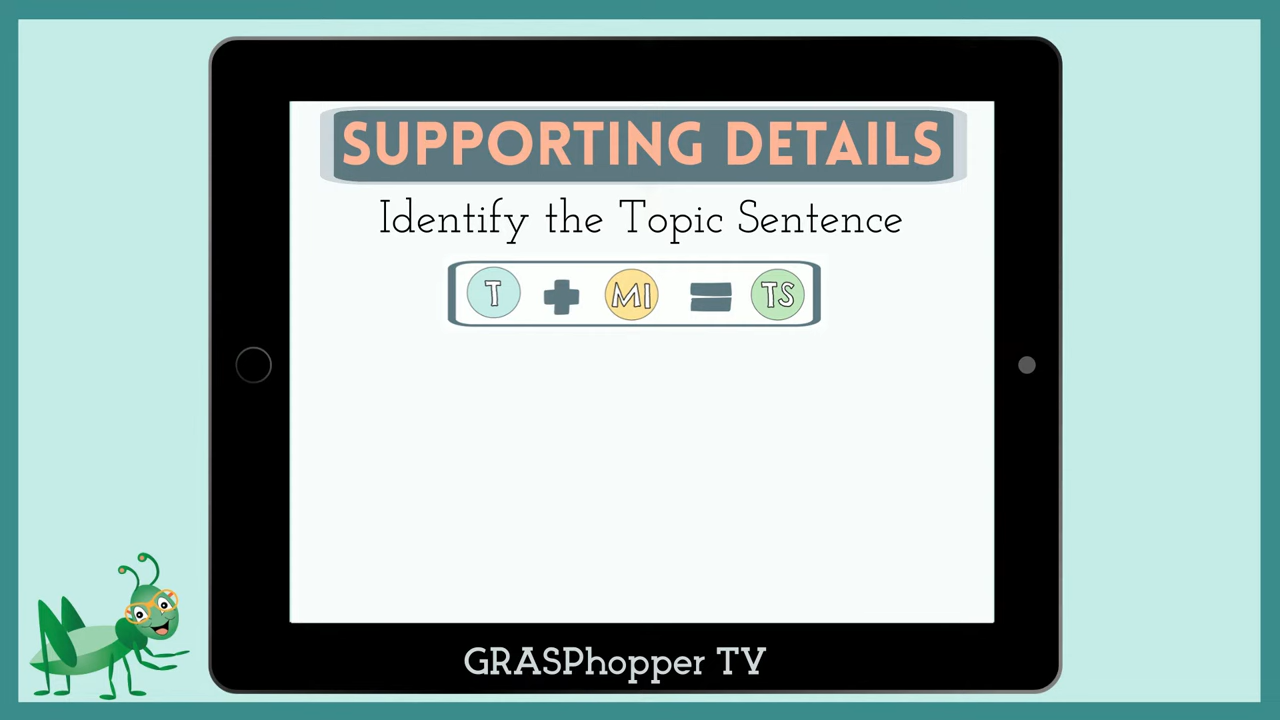 SUPPORTING DETAILS
Identify the Topic Sentence
T + MI = TS
GRASPhopper TV